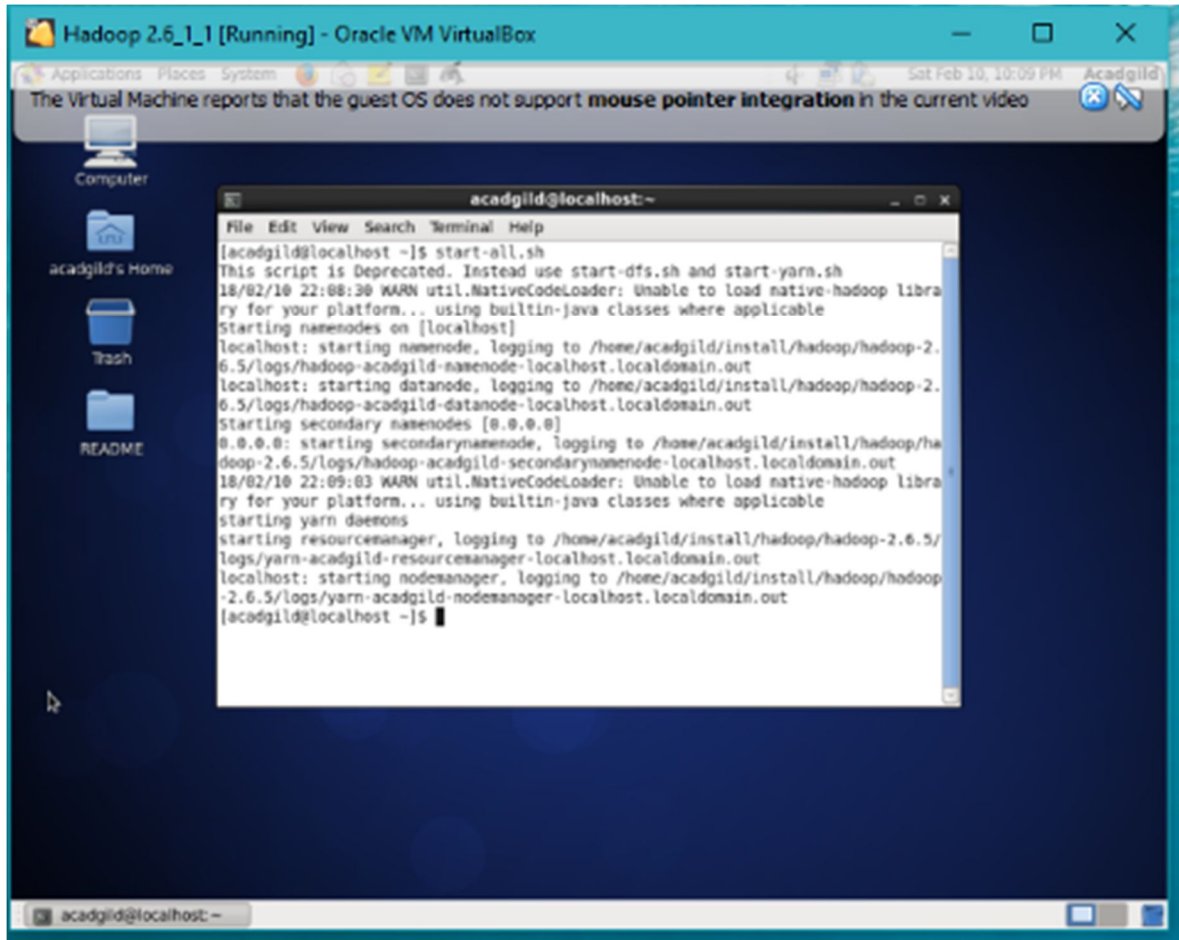 Hadoop 2.6_1_1 [Running] - Oracle VM VirtualBox
Applications Places System Sat Feb 10, 10:09 PM Acadgild
The Virtual Machine reports that the guest OS does not support mouse pointer integration in the current video
Computer
acadgild's Home
Trash
README
acadgild@localhost:~
File Edit View Search Terminal Help
[acadgild@localhost ~]$ start-all.sh
This script is Deprecated. Instead use start-dfs.sh and start-yarn.sh
18/02/10 22:08:30 WARN util.NativeCodeLoader: Unable to load native-hadoop libra
ry for your platform... using builtin-java classes where applicable
Starting namenodes on [localhost]
localhost: starting namenode, logging to /home/acadgild/install/hadoop/hadoop-2.
6.5/logs/hadoop-acadgild-namenode-localhost.localdomain.out
localhost: starting datanode, logging to /home/acadgild/install/hadoop/hadoop-2.
6.5/logs/hadoop-acadgild-datanode-localhost.localdomain.out
Starting secondary namenodes [0.0.0.0]
0.0.0.0: starting secondarynamenode, logging to /home/acadgild/install/hadoop/ha
doop-2.6.5/logs/hadoop-acadgild-secondarynamenode-localhost.localdomain.out
18/02/10 22:09:03 WARN util.NativeCodeLoader: Unable to load native-hadoop libra
ry for your platform... using builtin-java classes where applicable
starting yarn daemons
starting resourcemanager, logging to /home/acadgild/install/hadoop/hadoop-2.6.5/
logs/yarn-acadgild-resourcemanager-localhost.localdomain.out
localhost: starting nodemanager, logging to /home/acadgild/install/hadoop/hadoop
-2.6.5/logs/yarn-acadgild-nodemanager-localhost.localdomain.out
[acadgild@localhost ~]$
acadgild@localhost:~